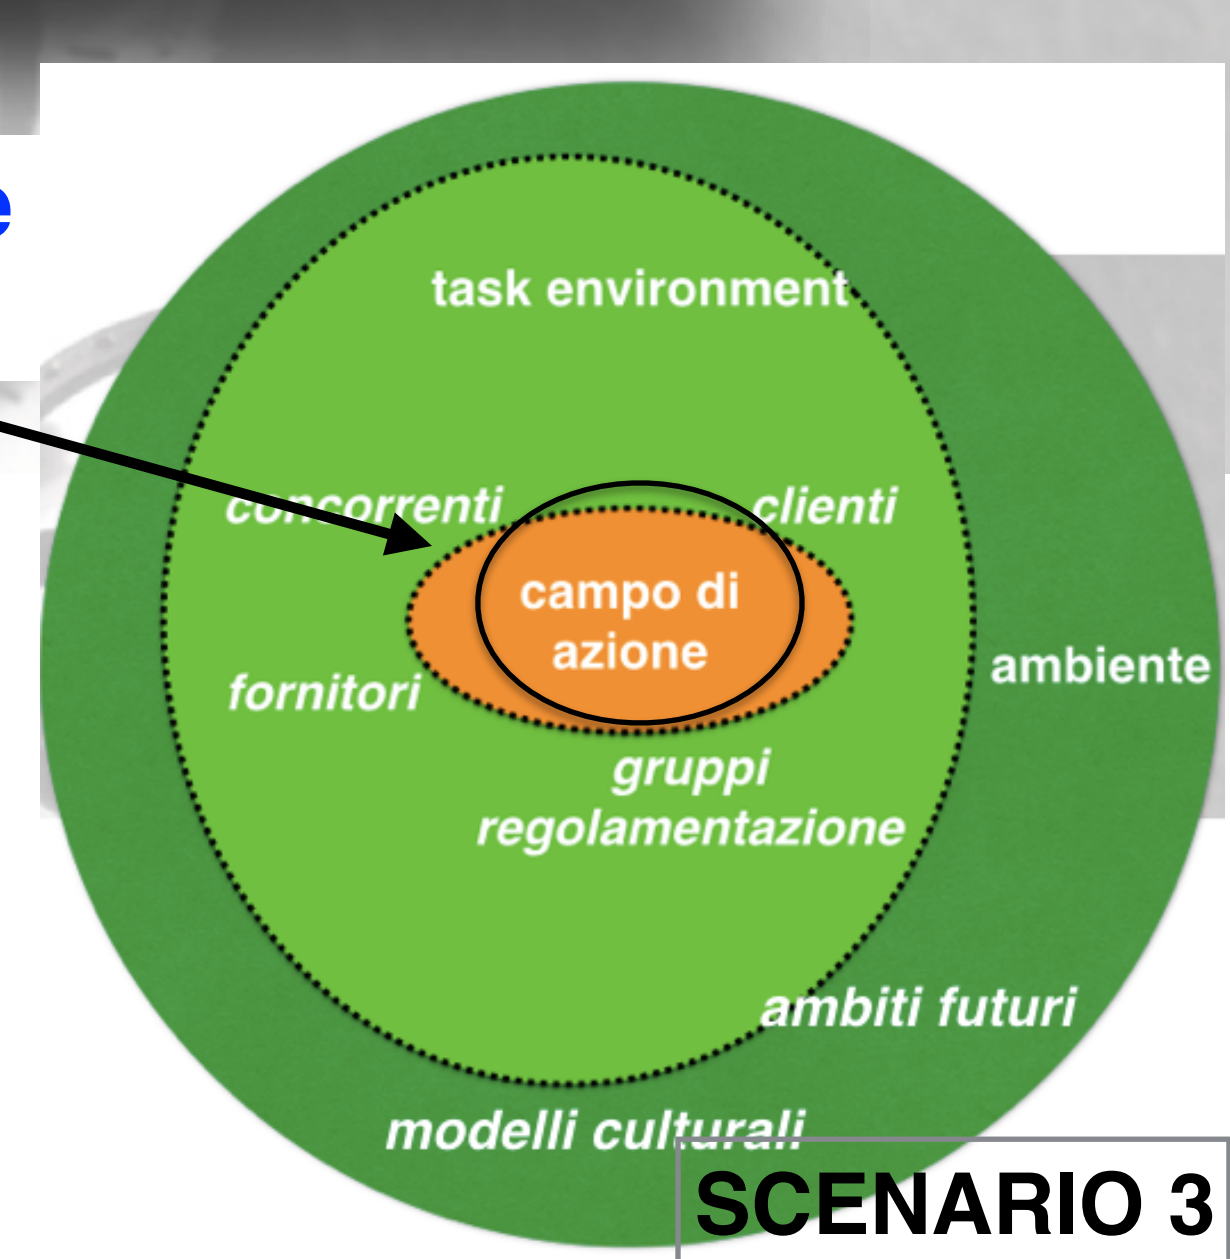 e
task environment
concorrenti
clienti
campo di
azione
fornitori
ambiente
gruppi
regolamentazione
ambiti futuri
modelli culturali
SCENARIO 3